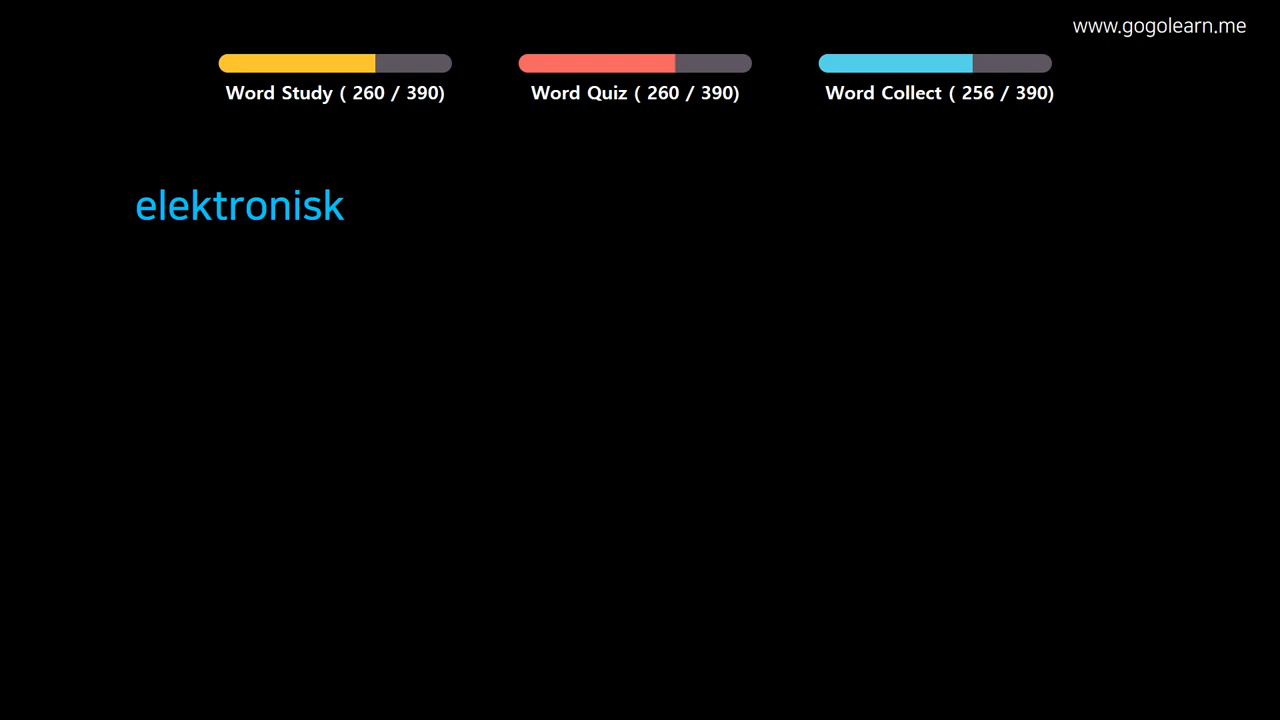 www.gogolearn.me
Word Study ( 260 / 390)
Word Quiz ( 260 / 390)
Word Collect ( 256 / 390)
elektronisk